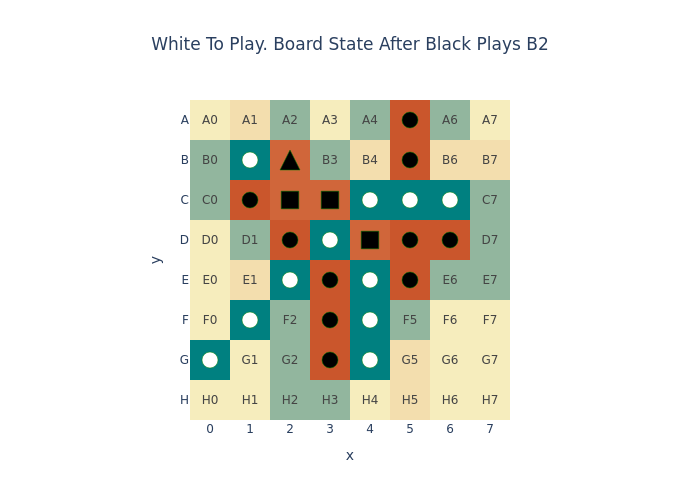 White To Play. Board State After Black Plays B2
A A0 A1 A2 A3 A4 A6 A7
B B0 B3 B4 B6 B7
C C0 C7
D D0 D1 D7
E E0 E1 E6 E7
F F0 F2 F5 F6 F7
G G1 G2 G5 G6 G7
H H0 H1 H2 H3 H4 H5 H6 H7
0 1 2 3 4 5 6 7
x
y